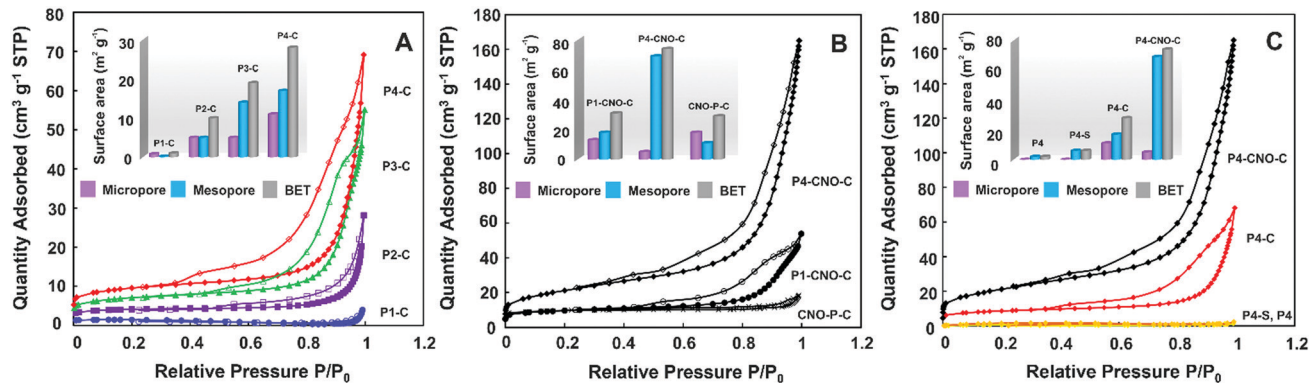 A
Quantity Adsorbed (cm³ g⁻¹ STP)
80
70
60
50
40
30
20
10
0
0
0.2
0.4
0.6
0.8
1
1.2
Relative Pressure P/P₀
Surface area (m² g⁻¹)
30
20
10
0
P1-C
P2-C
P3-C
P4-C
Micropore
Mesopore
BET
P4-C
P3-C
P2-C
P1-C
B
Quantity Adsorbed (cm³ g⁻¹ STP)
180
160
140
120
100
80
60
40
20
0
0.0
0.2
0.4
0.6
0.8
1.0
1.2
Relative Pressure P/P₀
Surface area (m² g⁻¹)
80
60
40
20
0
P1-CNO-C
P4-CNO-C
CNO-P-C
Micropore
Mesopore
BET
P4-CNO-C
P1-CNO-C
CNO-P-C
C
Quantity Adsorbed (cm³ g⁻¹ STP)
180
160
140
120
100
80
60
40
20
0
0
0.2
0.4
0.6
0.8
1
1.2
Relative Pressure P/P₀
Surface area (m² g⁻¹)
80
60
40
20
0
P4
P4-S
P4-C
P4-CNO-C
Micropore
Mesopore
BET
P4-CNO-C
P4-C
P4-S, P4